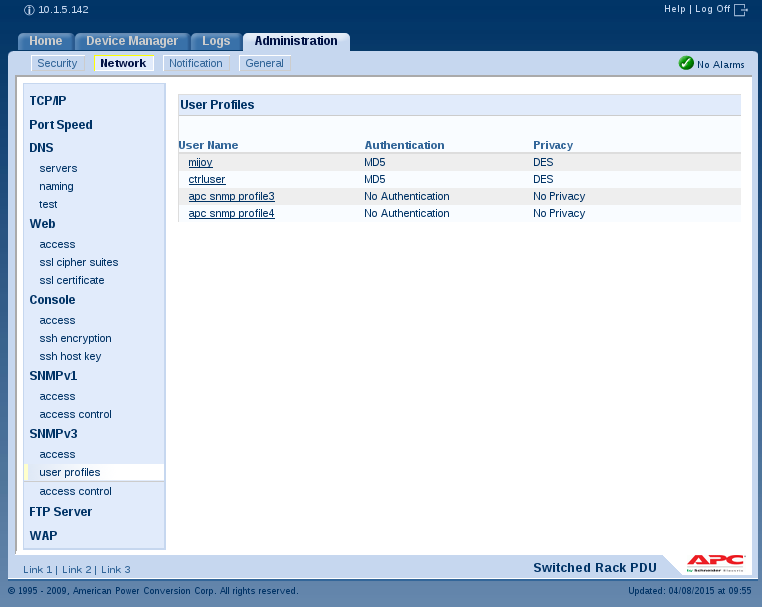 10.1.5.142
Help | Log Off
Home Device Manager Logs Administration
Security Network Notification General
No Alarms
TCP/IP
Port Speed
DNS
servers
naming
test
Web
access
ssl cipher suites
ssl certificate
Console
access
ssh encryption
ssh host key
SNMPv1
access
access control
SNMPv3
access
user profiles
access control
FTP Server
WAP
User Profiles
User Name Authentication Privacy
mijoy MD5 DES
ctrluser MD5 DES
apc snmp profile3 No Authentication No Privacy
apc snmp profile4 No Authentication No Privacy
Link 1 | Link 2 | Link 3
Switched Rack PDU
APC
by Schneider Electric
© 1995 - 2009, American Power Conversion Corp. All rights reserved.
Updated: 04/08/2015 at 09:55